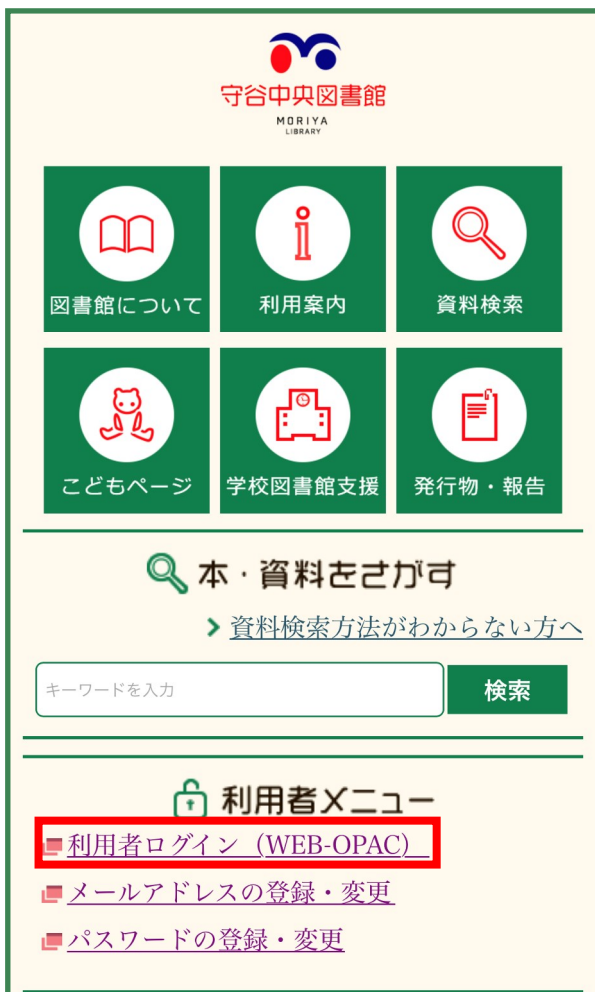 守谷中央図書館
MORIYA
LIBRARY
図書館について
利用案内
資料検索
こどもページ
学校図書館支援
発行物・報告
本・資料をさがす
資料検索方法がわからない方へ
キーワードを入力
検索
利用者メニュー
利用者ログイン（WEB-OPAC）
メールアドレスの登録・変更
パスワードの登録・変更